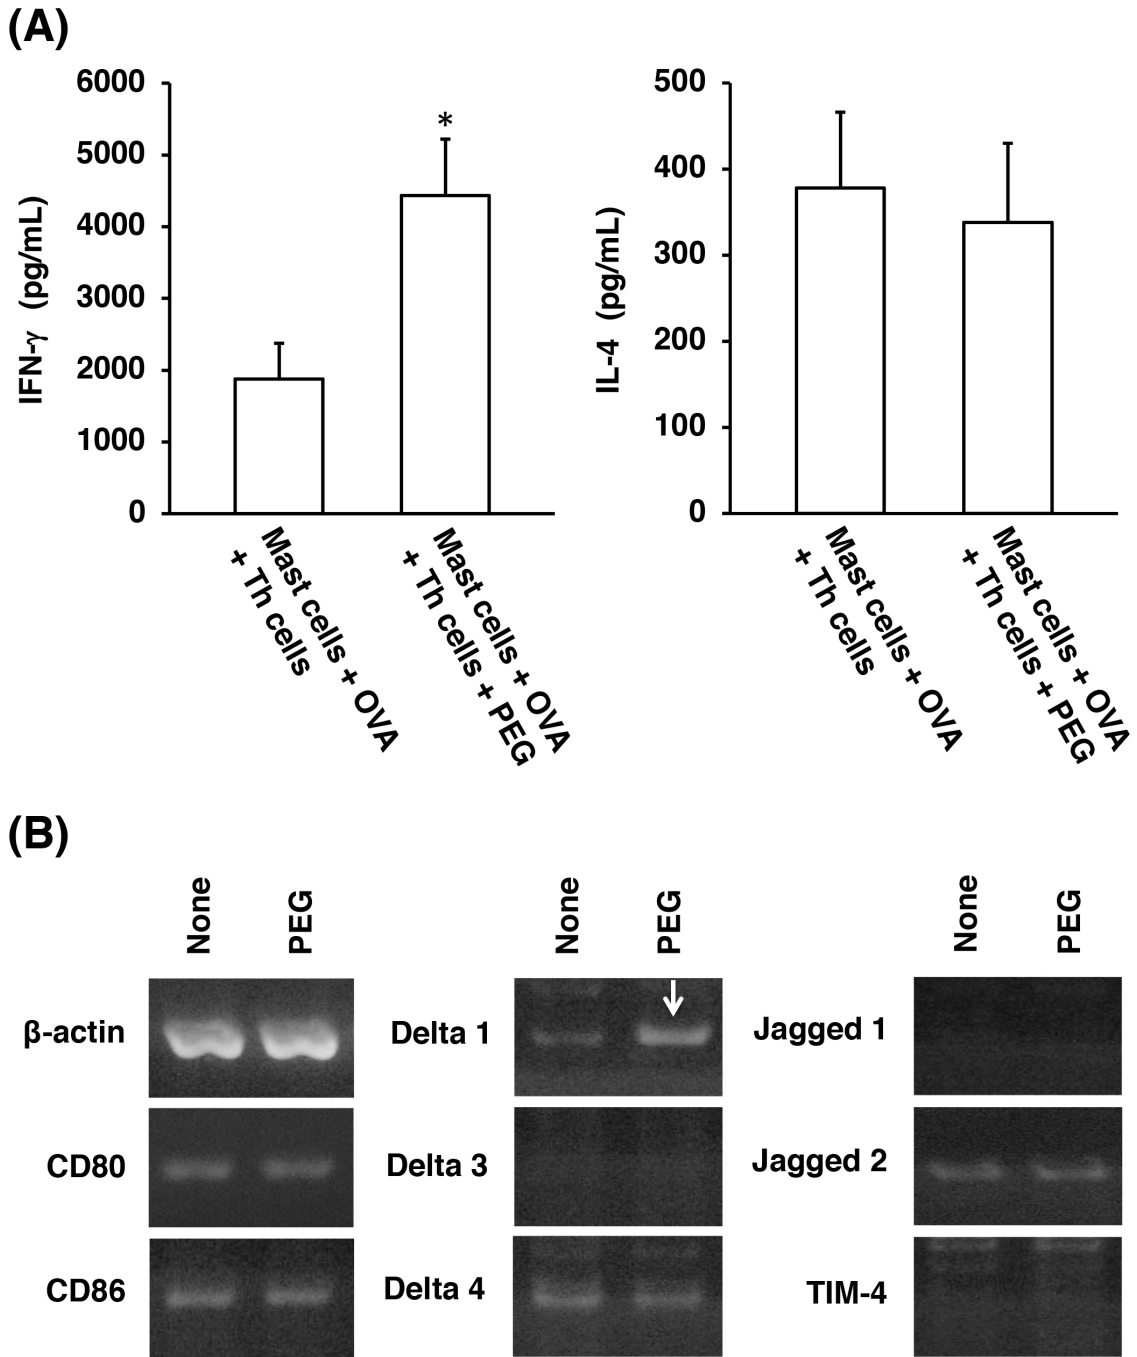 (A)
6000
5000
4000
3000
2000
1000
0
IFN-γ (pg/mL)
*
Mast cells + OVA
+ Th cells
Mast cells + OVA
+ Th cells + PEG
500
400
300
200
100
0
IL-4 (pg/mL)
Mast cells + OVA
+ Th cells
Mast cells + OVA
+ Th cells + PEG
(B)
None PEG
β-actin
CD80
CD86
None PEG
Delta 1
Delta 3
Delta 4
None PEG
Jagged 1
Jagged 2
TIM-4